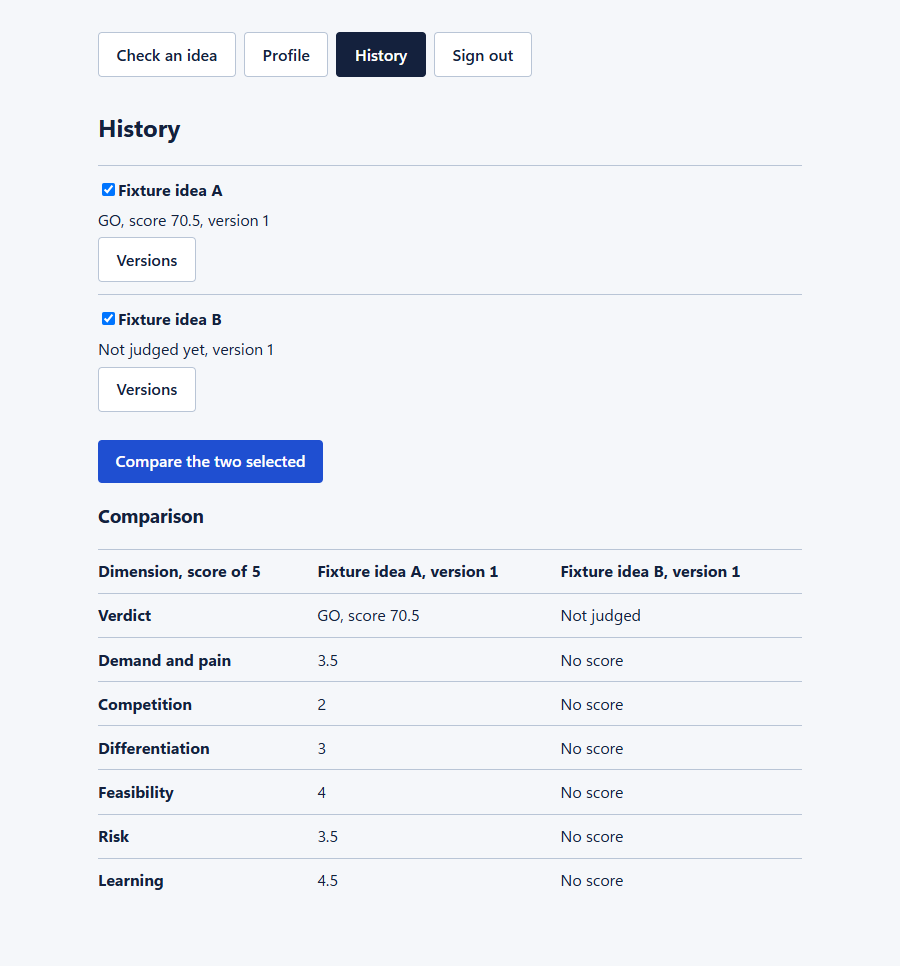 Check an idea Profile History Sign out
History
Fixture idea A
GO, score 70.5, version 1
Versions
Fixture idea B
Not judged yet, version 1
Versions
Compare the two selected
Comparison
Dimension, score of 5 Fixture idea A, version 1 Fixture idea B, version 1
Verdict GO, score 70.5 Not judged
Demand and pain 3.5 No score
Competition 2 No score
Differentiation 3 No score
Feasibility 4 No score
Risk 3.5 No score
Learning 4.5 No score